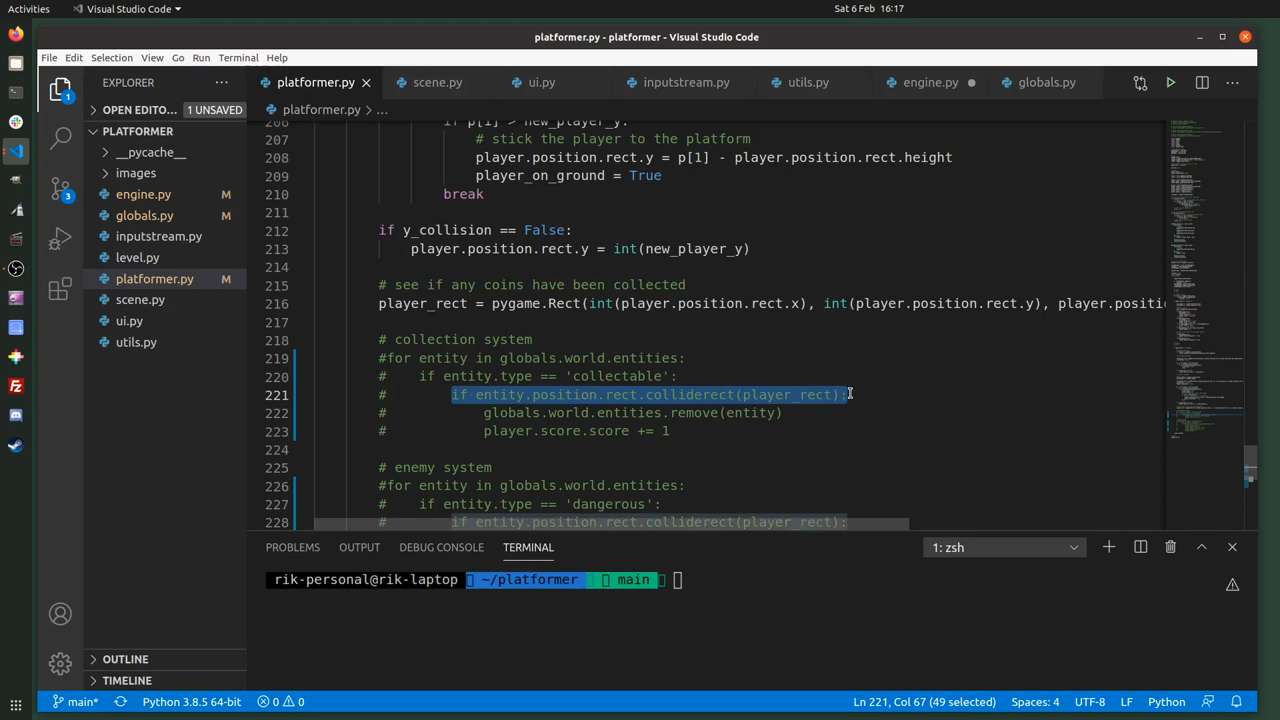 Activities
Visual Studio Code
Sat 6 Feb 16:17
platformer.py - platformer - Visual Studio Code
File Edit Selection View Go Run Terminal Help
EXPLORER
platformer.py scene.py ui.py inputstream.py utils.py engine.py globals.py
OPEN EDITO... 1 UNSAVED
platformer.py > ...
PLATFORMER
__pycache__
images
engine.py M
globals.py M
inputstream.py
level.py
platformer.py M
scene.py
ui.py
utils.py
206 if p[1] > new_player_y:
207 # stick the player to the platform
208 player.position.rect.y = p[1] - player.position.rect.height
209 player_on_ground = True
210 break
211
212 if y_collision == False:
213 player.position.rect.y = int(new_player_y)
214
215 # see if any coins have been collected
216 player_rect = pygame.Rect(int(player.position.rect.x), int(player.position.rect.y), player.positio
217
218 # collection system
219 #for entity in globals.world.entities:
220 # if entity.type == 'collectable':
221 # if entity.position.rect.colliderect(player_rect):
222 # globals.world.entities.remove(entity)
223 # player.score.score += 1
224
225 # enemy system
226 #for entity in globals.world.entities:
227 # if entity.type == 'dangerous':
228 # if entity.position.rect.colliderect(player_rect):
PROBLEMS OUTPUT DEBUG CONSOLE TERMINAL
1: zsh
rik-personal@rik-laptop ~/platformer main
1
3
OUTLINE
TIMELINE
main* Python 3.8.5 64-bit 0 0 Ln 221, Col 67 (49 selected) Spaces: 4 UTF-8 LF Python